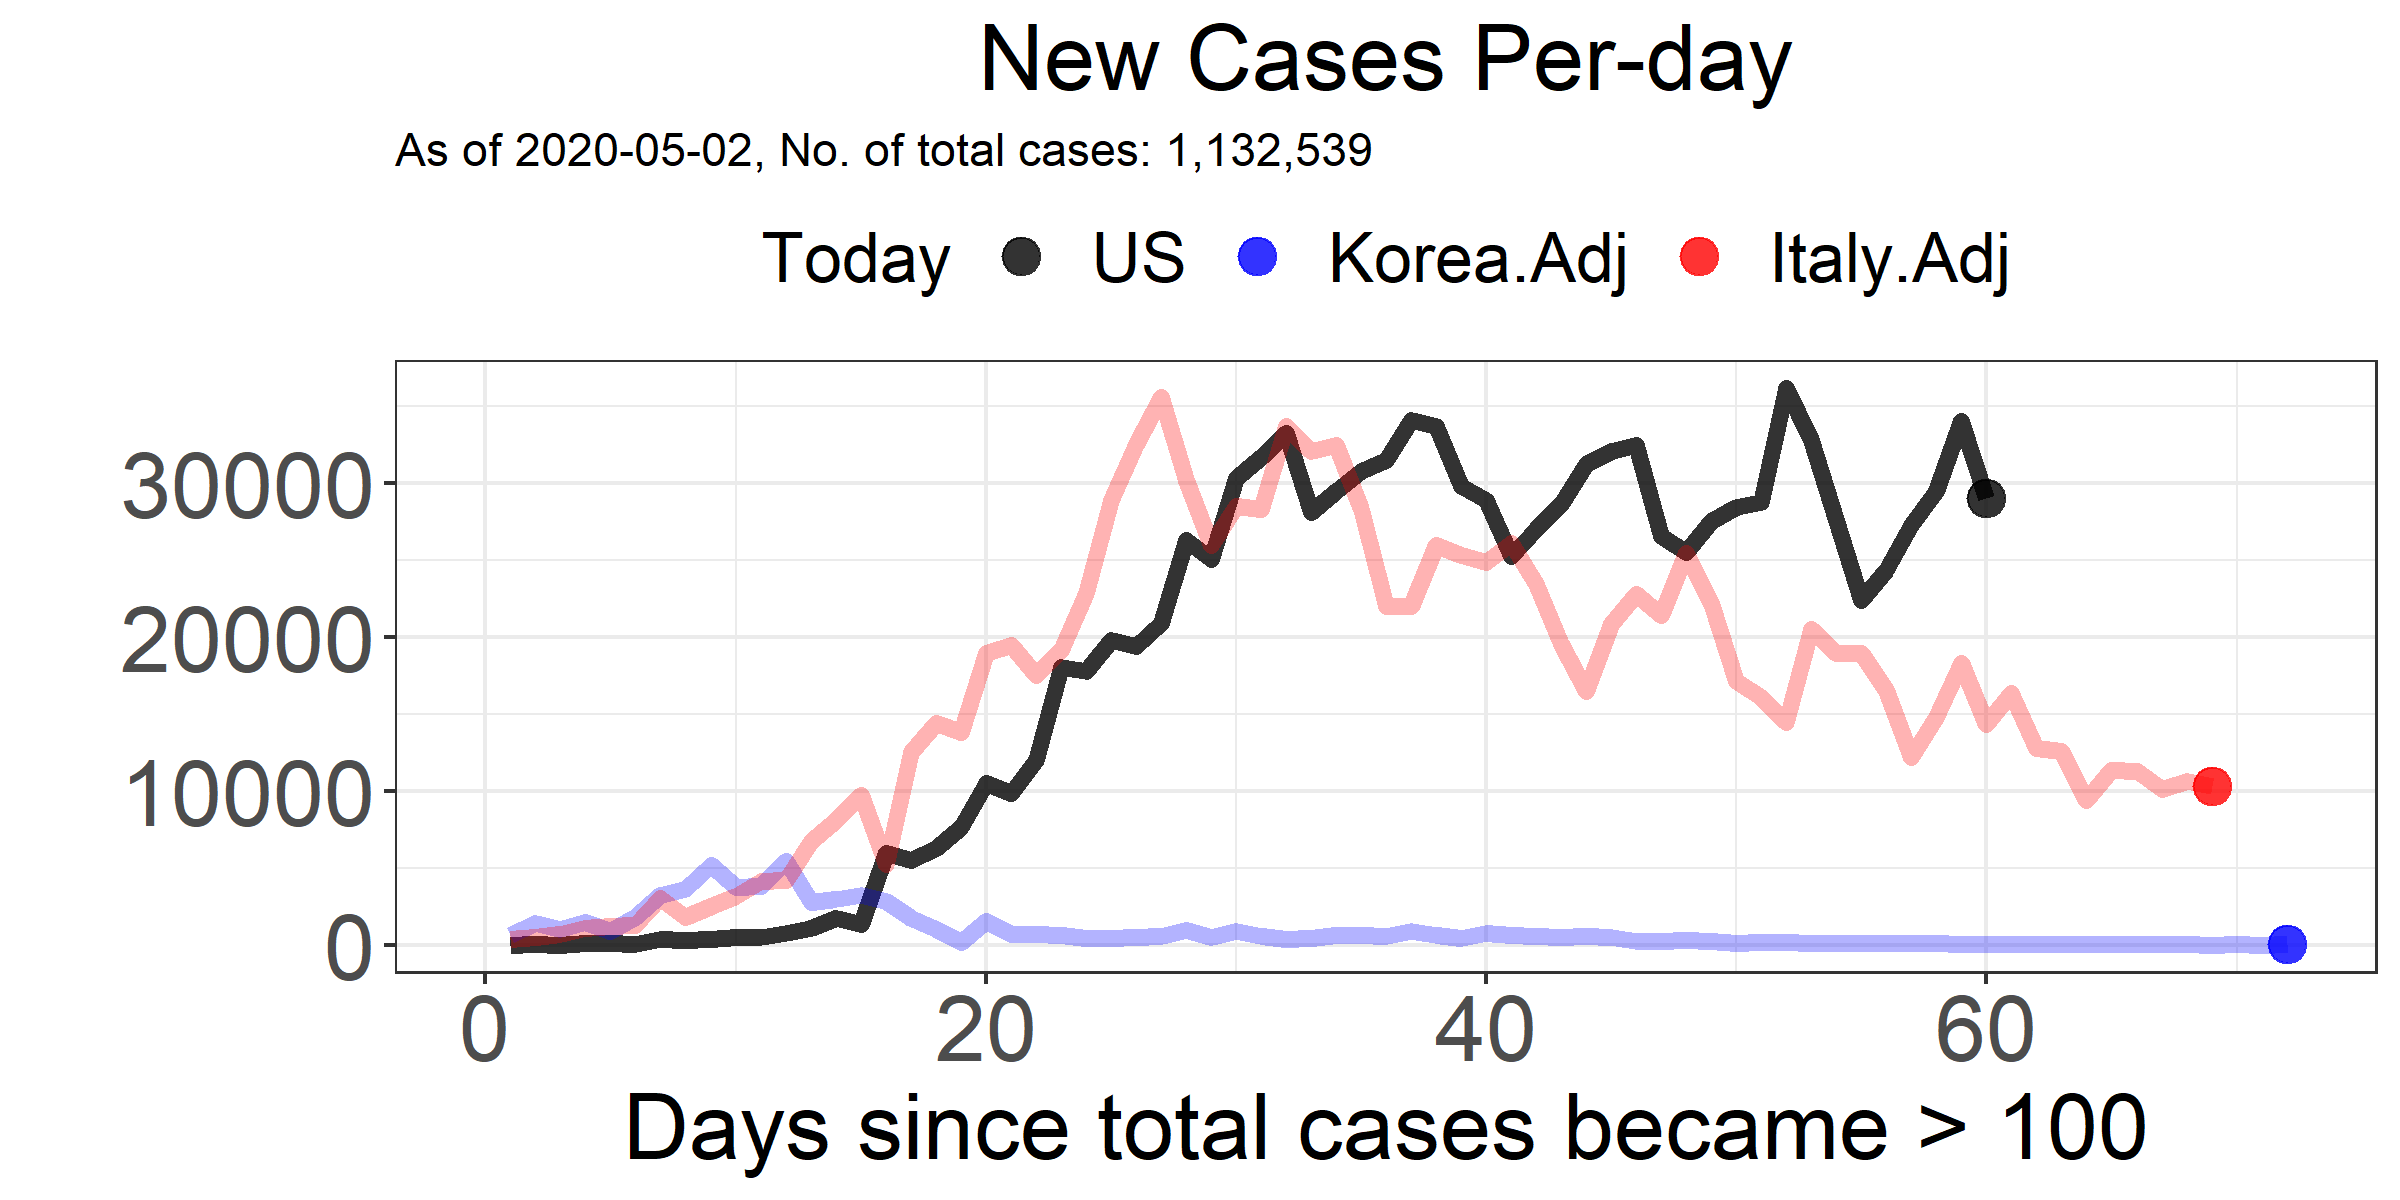 New Cases Per-day
As of 2020-05-02, No. of total cases: 1,132,539
Today US Korea.Adj Italy.Adj
30000
20000
10000
0
0 20 40 60
Days since total cases became > 100